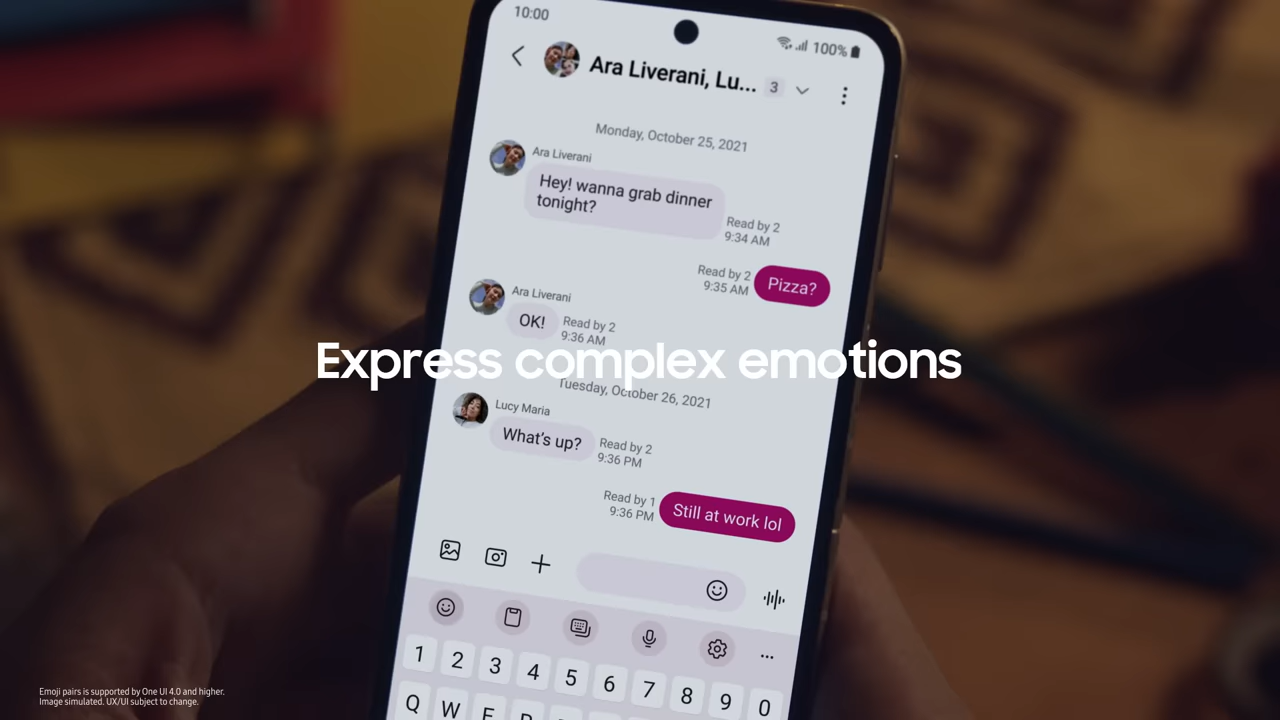 10:00
100%
Ara Liverani, Lu... 3
Monday, October 25, 2021
Ara Liverani
Hey! wanna grab dinner
tonight?
Read by 2
9:34 AM
Read by 2
9:35 AM
Pizza?
Ara Liverani
OK!
Read by 2
9:36 AM
Express complex emotions
Tuesday, October 26, 2021
Lucy Maria
What's up?
Read by 2
9:36 PM
Read by 1
9:36 PM
Still at work lol
1 2 3 4 5 6 7 8 9 0
Q W E R T Y U
Emoji pairs is supported by One UI 4.0 and higher.
Image simulated. UX/UI subject to change.